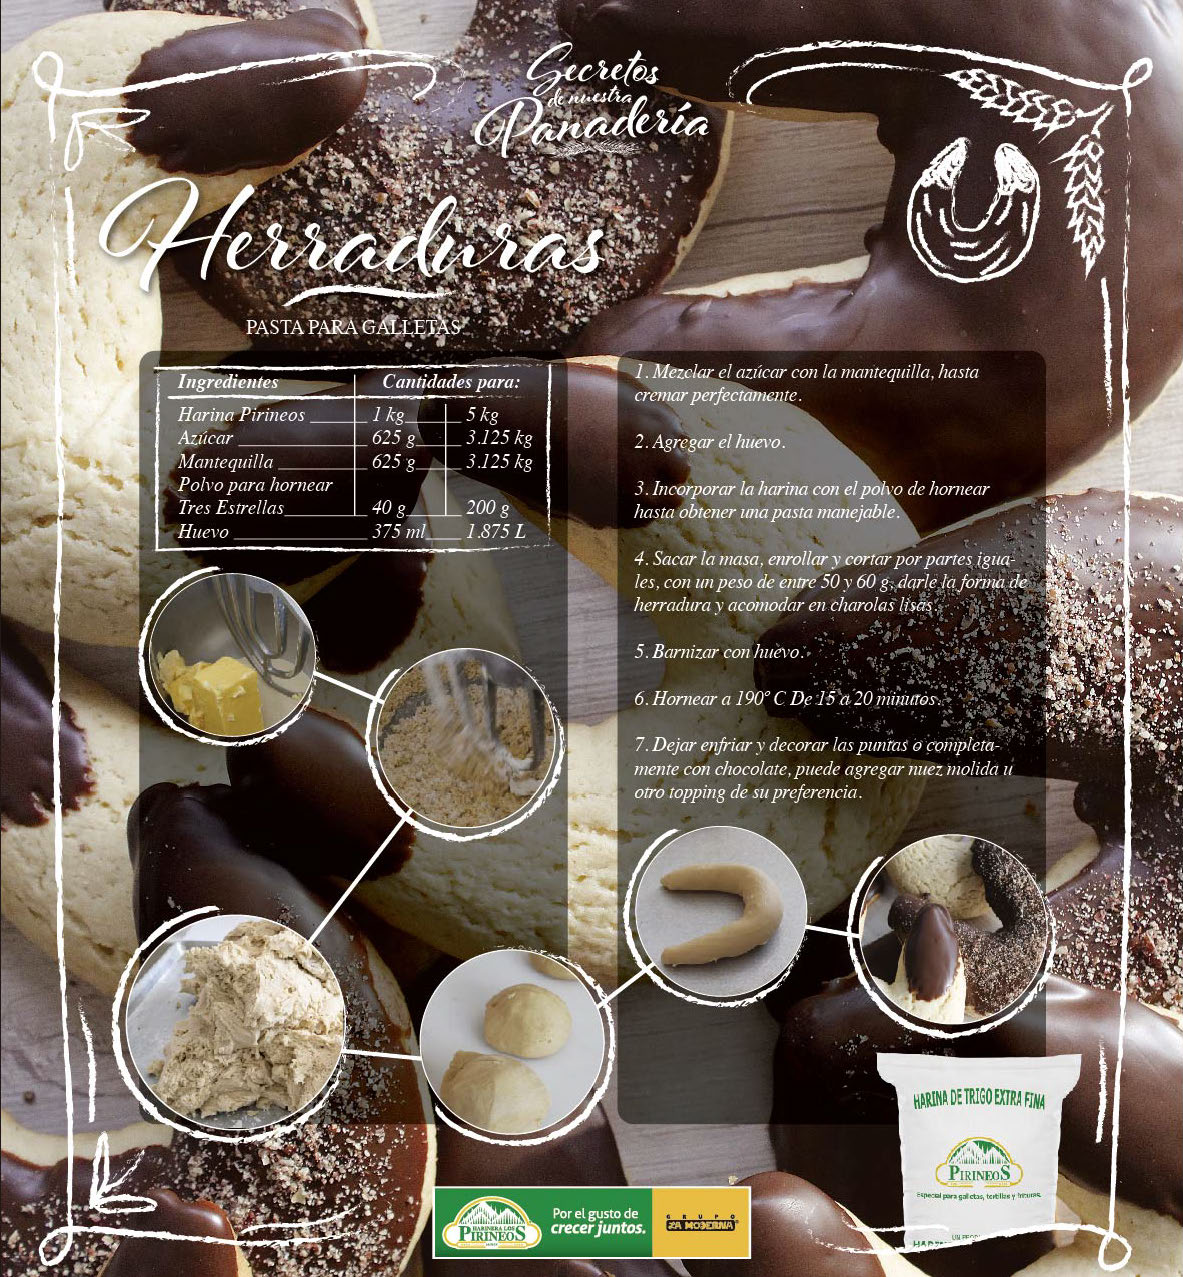 Secretos
de nuestra
Panadería
Herraduras
PASTA PARA GALLETAS
Ingredientes Cantidades para:
Harina Pirineos 1 kg 5 kg
Azúcar 625 g 3.125 kg
Mantequilla 625 g 3.125 kg
Polvo para hornear
Tres Estrellas 40 g 200 g
Huevo 375 ml 1.875 L
1. Mezclar el azúcar con la mantequilla, hasta
cremar perfectamente.
2. Agregar el huevo.
3. Incorporar la harina con el polvo de hornear
hasta obtener una pasta manejable.
4. Sacar la masa, enrollar y cortar por partes igua-
les, con un peso de entre 50 y 60 g, darle la forma de
herradura y acomodar en charolas lisas.
5. Barnizar con huevo.
6. Hornear a 190º C De 15 a 20 minutos.
7. Dejar enfriar y decorar las puntas o completa-
mente con chocolate, puede agregar nuez molida u
otro topping de su preferencia.
HARINA DE TRIGO EXTRA FINA
PIRINEOS
Especial para galletas, tortillas y frituras.
HARINERA LOS
PIRINEOS
Por el gusto de
crecer juntos.
GRUPO
LA MODERNA